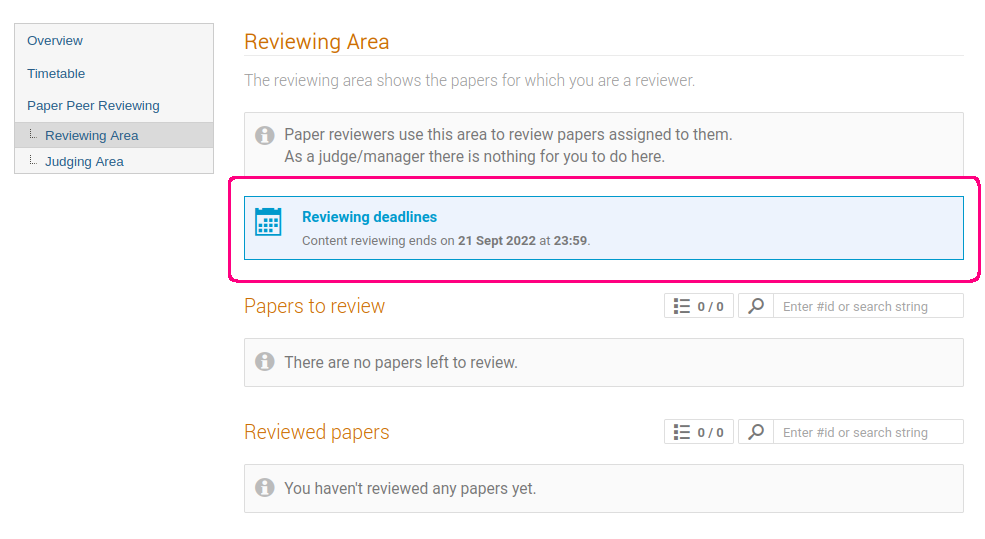 Overview
Timetable
Paper Peer Reviewing
Reviewing Area
Judging Area
Reviewing Area
The reviewing area shows the papers for which you are a reviewer.
Paper reviewers use this area to review papers assigned to them.
As a judge/manager there is nothing for you to do here.
Reviewing deadlines
Content reviewing ends on 21 Sept 2022 at 23:59.
Papers to review
0 / 0
Enter #id or search string
There are no papers left to review.
Reviewed papers
0 / 0
Enter #id or search string
You haven't reviewed any papers yet.